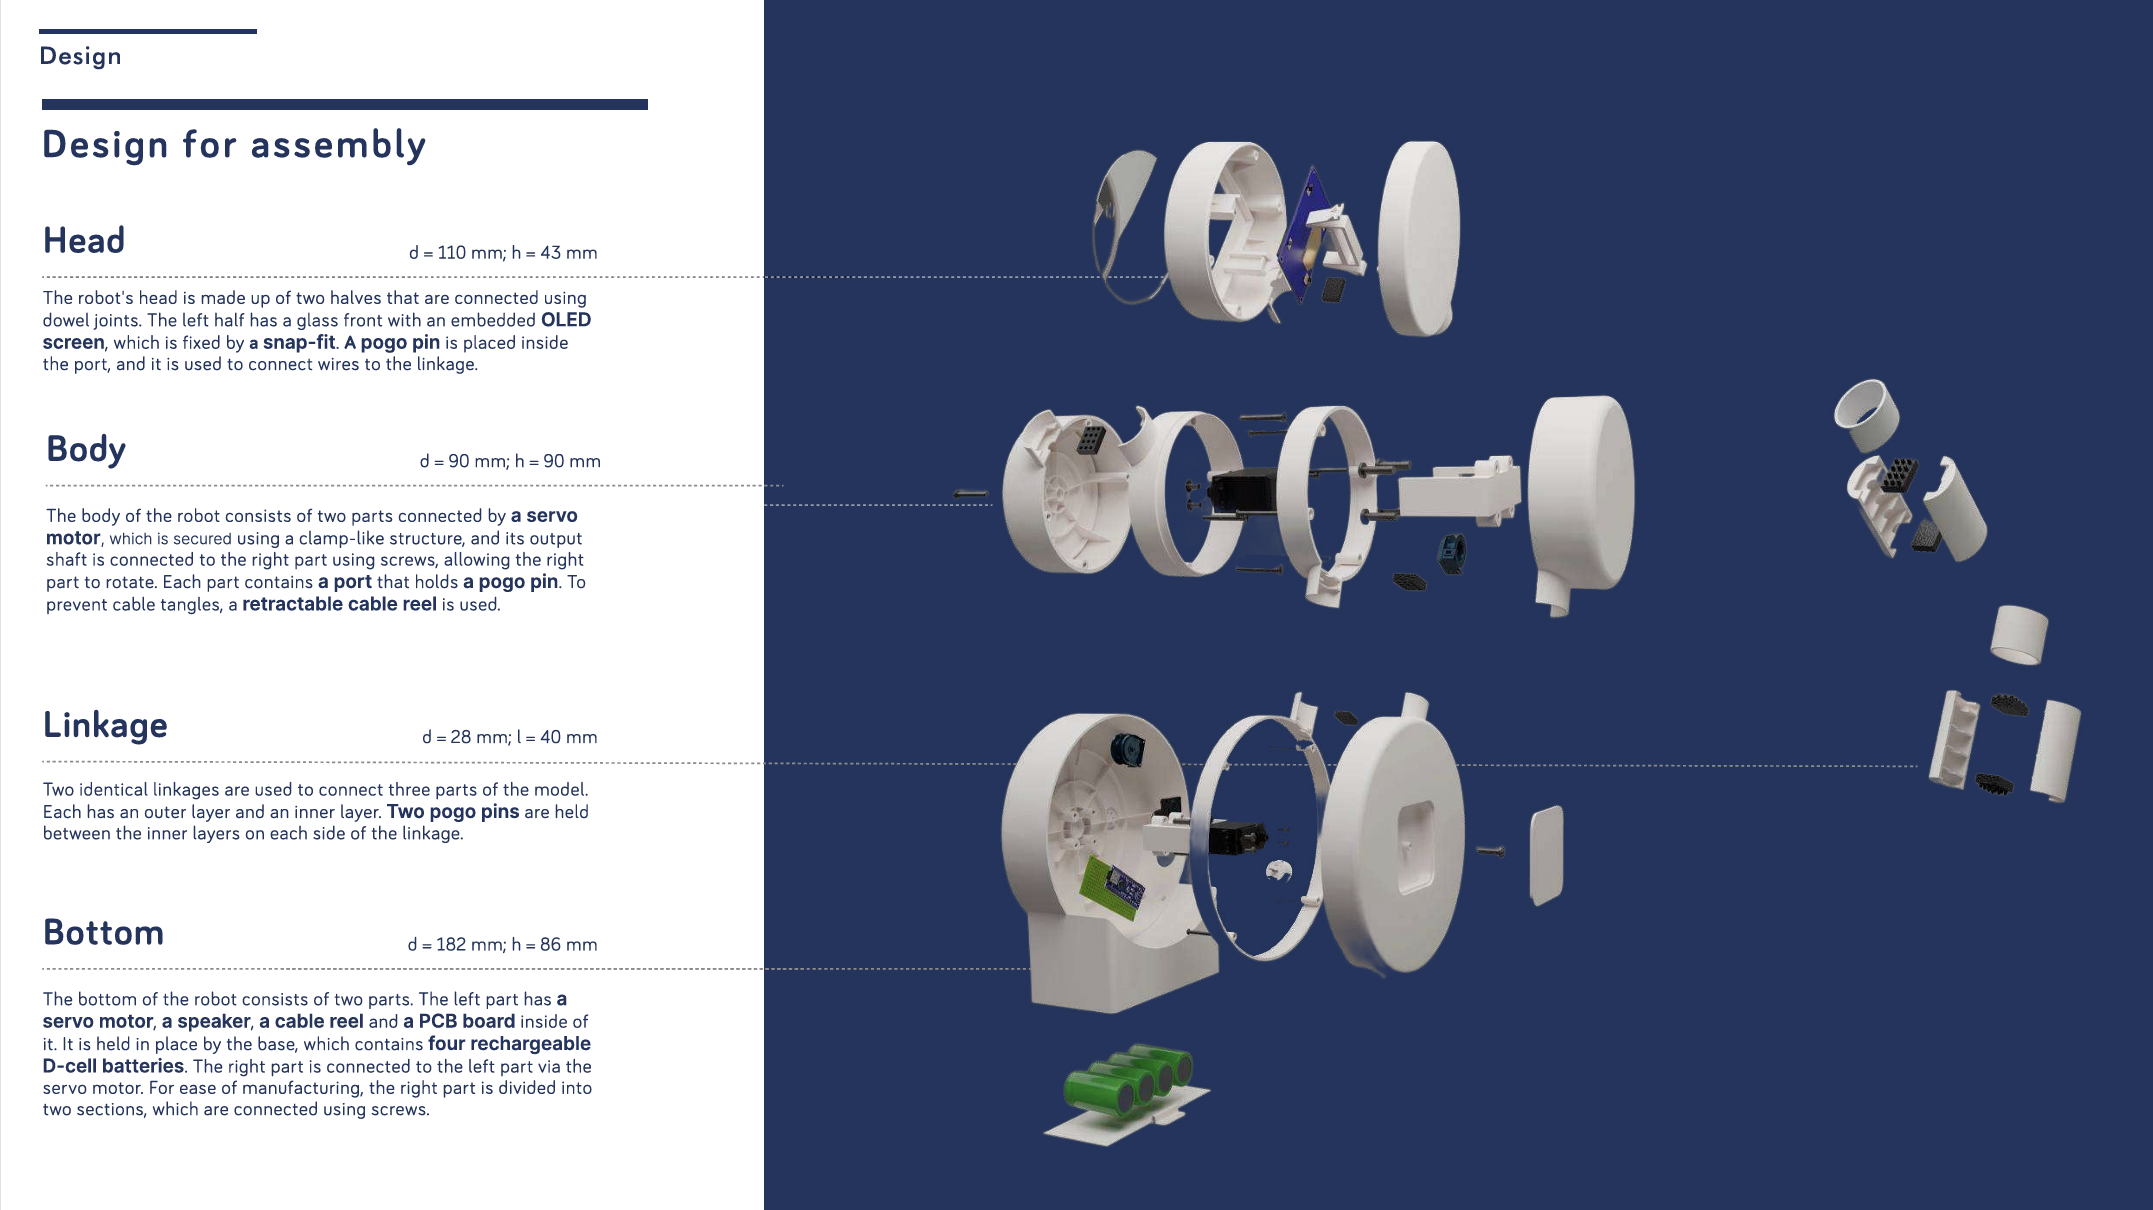 Design
Design for assembly
Head
d = 110 mm; h = 43 mm
The robot's head is made up of two halves that are connected using
dowel joints. The left half has a glass front with an embedded OLED
screen, which is fixed by a snap-fit. A pogo pin is placed inside
the port, and it is used to connect wires to the linkage.
Body
d = 90 mm; h = 90 mm
The body of the robot consists of two parts connected by a servo
motor, which is secured using a clamp-like structure, and its output
shaft is connected to the right part using screws, allowing the right
part to rotate. Each part contains a port that holds a pogo pin. To
prevent cable tangles, a retractable cable reel is used.
Linkage
d = 28 mm; l = 40 mm
Two identical linkages are used to connect three parts of the model.
Each has an outer layer and an inner layer. Two pogo pins are held
between the inner layers on each side of the linkage.
Bottom
d = 182 mm; h = 86 mm
The bottom of the robot consists of two parts. The left part has a
servo motor, a speaker, a cable reel and a PCB board inside of
it. It is held in place by the base, which contains four rechargeable
D-cell batteries. The right part is connected to the left part via the
servo motor. For ease of manufacturing, the right part is divided into
two sections, which are connected using screws.